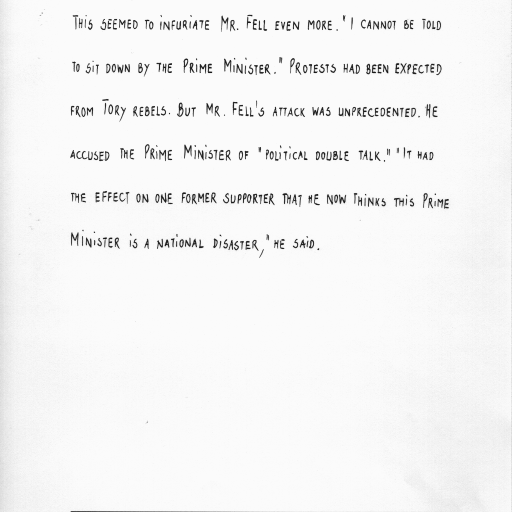 This seemed to infuriate Mr. Fell even more. "I cannot be told
to sit down by the Prime Minister." Protests had been expected
from Tory rebels. But Mr. Fell's attack was unprecedented. He
accused the Prime Minister of "political double talk." "It had
the effect on one former supporter that he now thinks this Prime
Minister is a national disaster," he said.